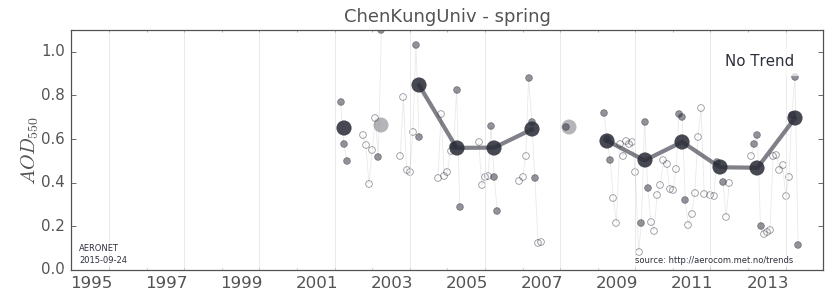 ChenKungUniv - spring
1.0
0.8
0.6
0.4
0.2
0.0
AOD550
No Trend
AERONET
2015-09-24
source: http://aerocom.met.no/trends
1995 1997 1999 2001 2003 2005 2007 2009 2011 2013